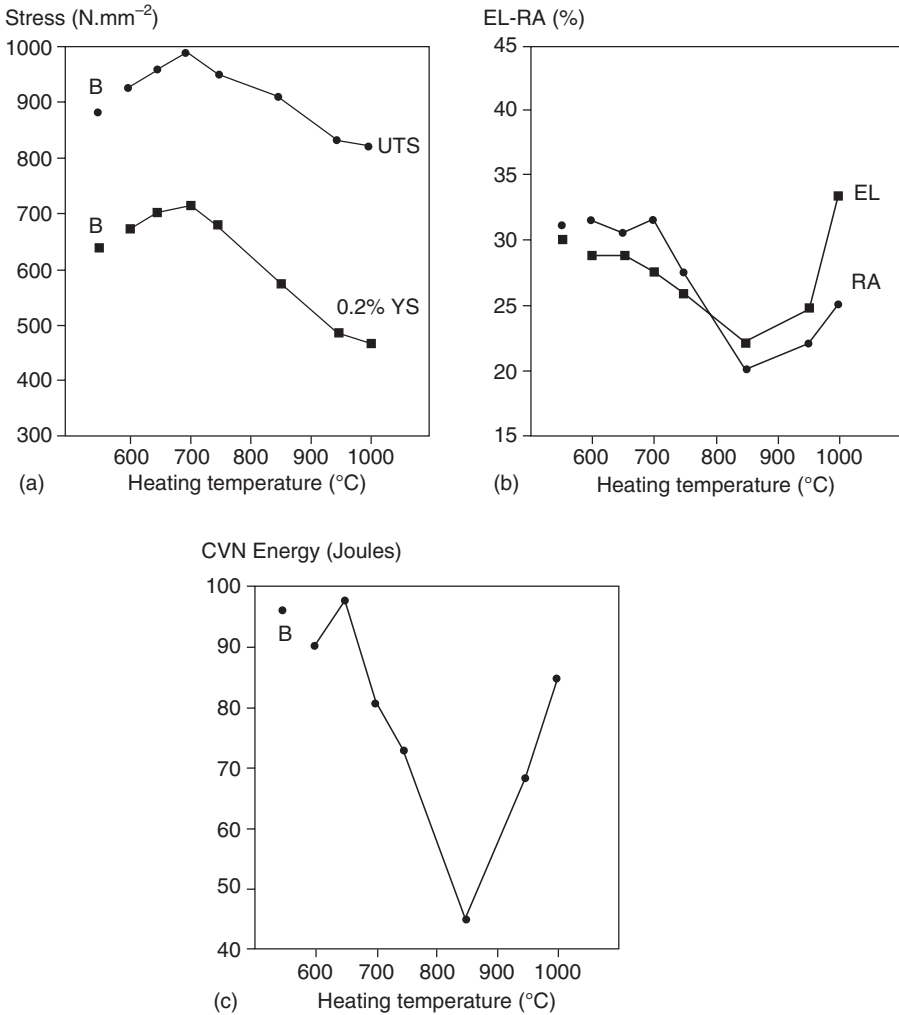 Stress (N.mm⁻²)
1000
900
800
700
600
500
400
300
B
UTS
B
0.2% YS
600 700 800 900 1000
(a) Heating temperature (°C)
EL-RA (%)
45
40
35
30
25
20
15
EL
RA
600 700 800 900 1000
(b) Heating temperature (°C)
CVN Energy (Joules)
100
90
80
70
60
50
40
B
600 700 800 900 1000
(c) Heating temperature (°C)